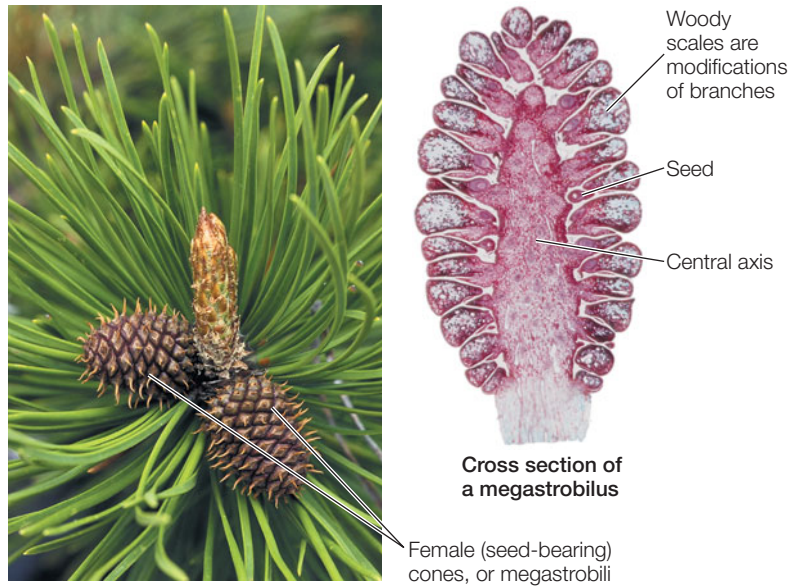 Woody
scales are
modifications
of branches
Seed
Central axis
Cross section of
a megastrobilus
Female (seed-bearing)
cones, or megastrobili